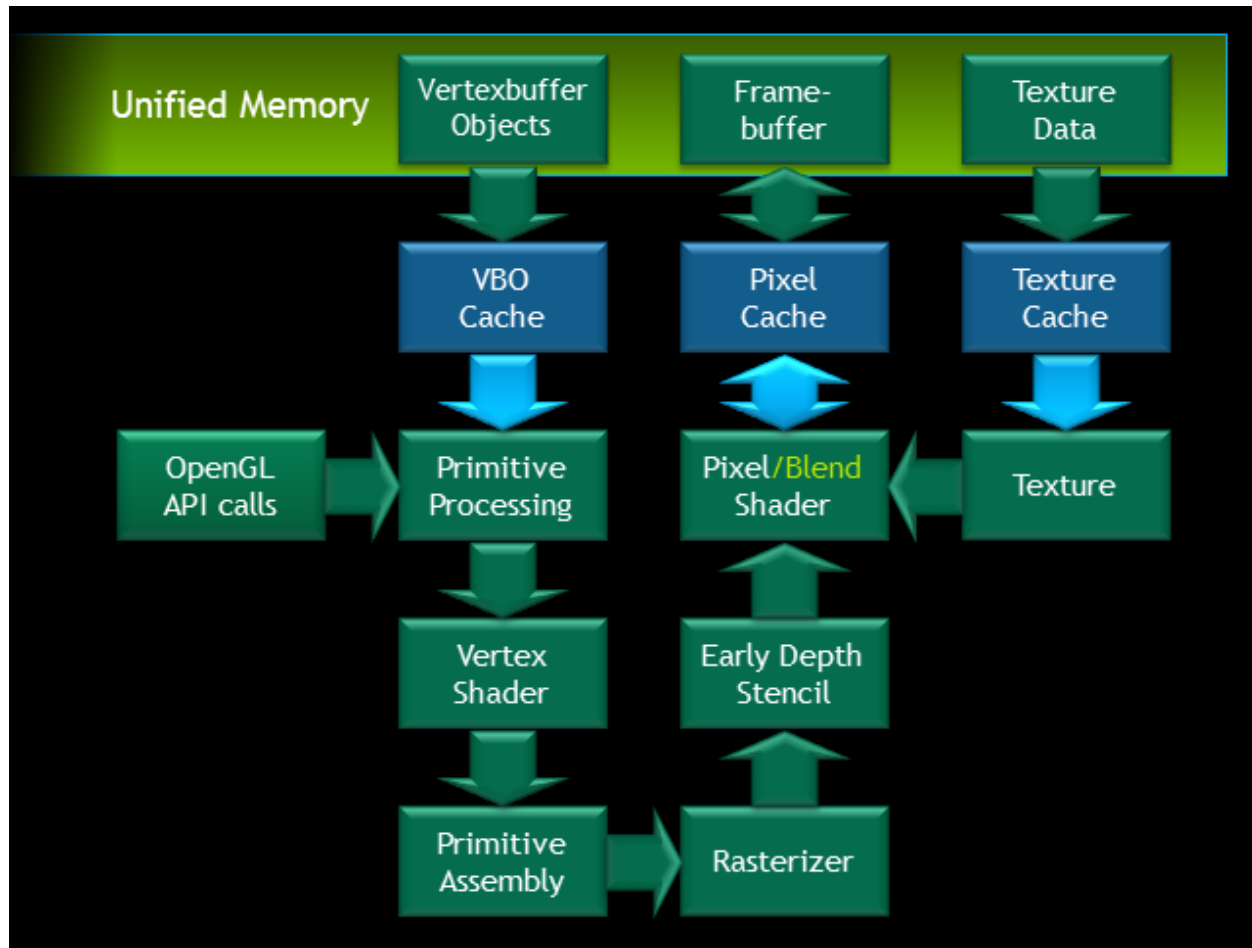 Unified Memory
Vertexbuffer
Objects
Frame-
buffer
Texture
Data
VBO
Cache
Pixel
Cache
Texture
Cache
OpenGL
API calls
Primitive
Processing
Pixel/Blend
Shader
Texture
Vertex
Shader
Early Depth
Stencil
Primitive
Assembly
Rasterizer